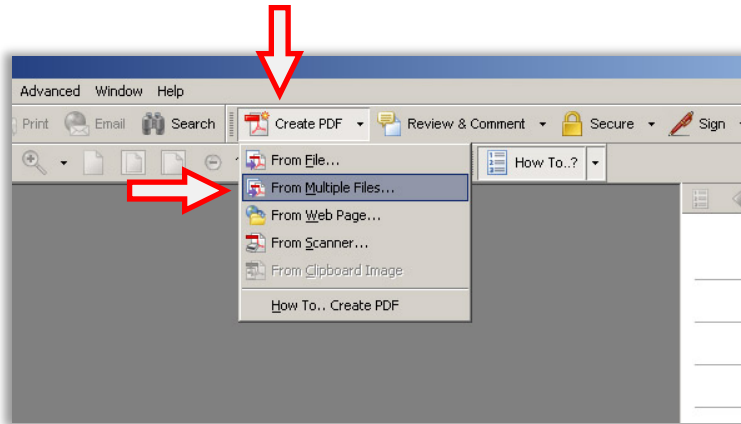 Advanced Window Help
Print Email Search Create PDF Review & Comment Secure Sign
How To..?
From File...
From Multiple Files...
From Web Page...
From Scanner...
From Clipboard Image
How To.. Create PDF